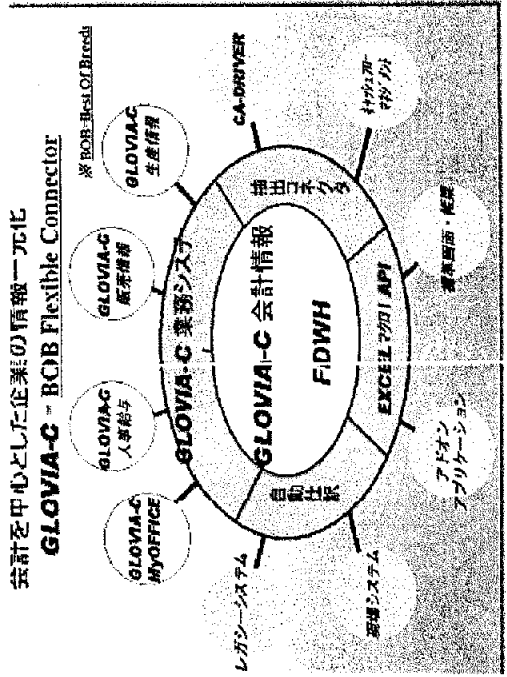 会計を中心とした企業の情報一元化
GLOVIA-C - BOB Flexible Connector
※ BOB=Best Of Breeds
GLOVIA-C
MyOFFICE
GLOVIA-C
人事給与
GLOVIA-C
販売情報
GLOVIA-C
生産情報
GLOVIA-C 業務システ
レガシーシステム
CA-DRIVER
自動仕訳
GLOVIA-C 会計情報
FiDWH
抽出コネクタ
EXCELマクロ/API
現場システム
アドオン
アプリケーション
標準画面・帳票
キャッシュフロー
マネジメント